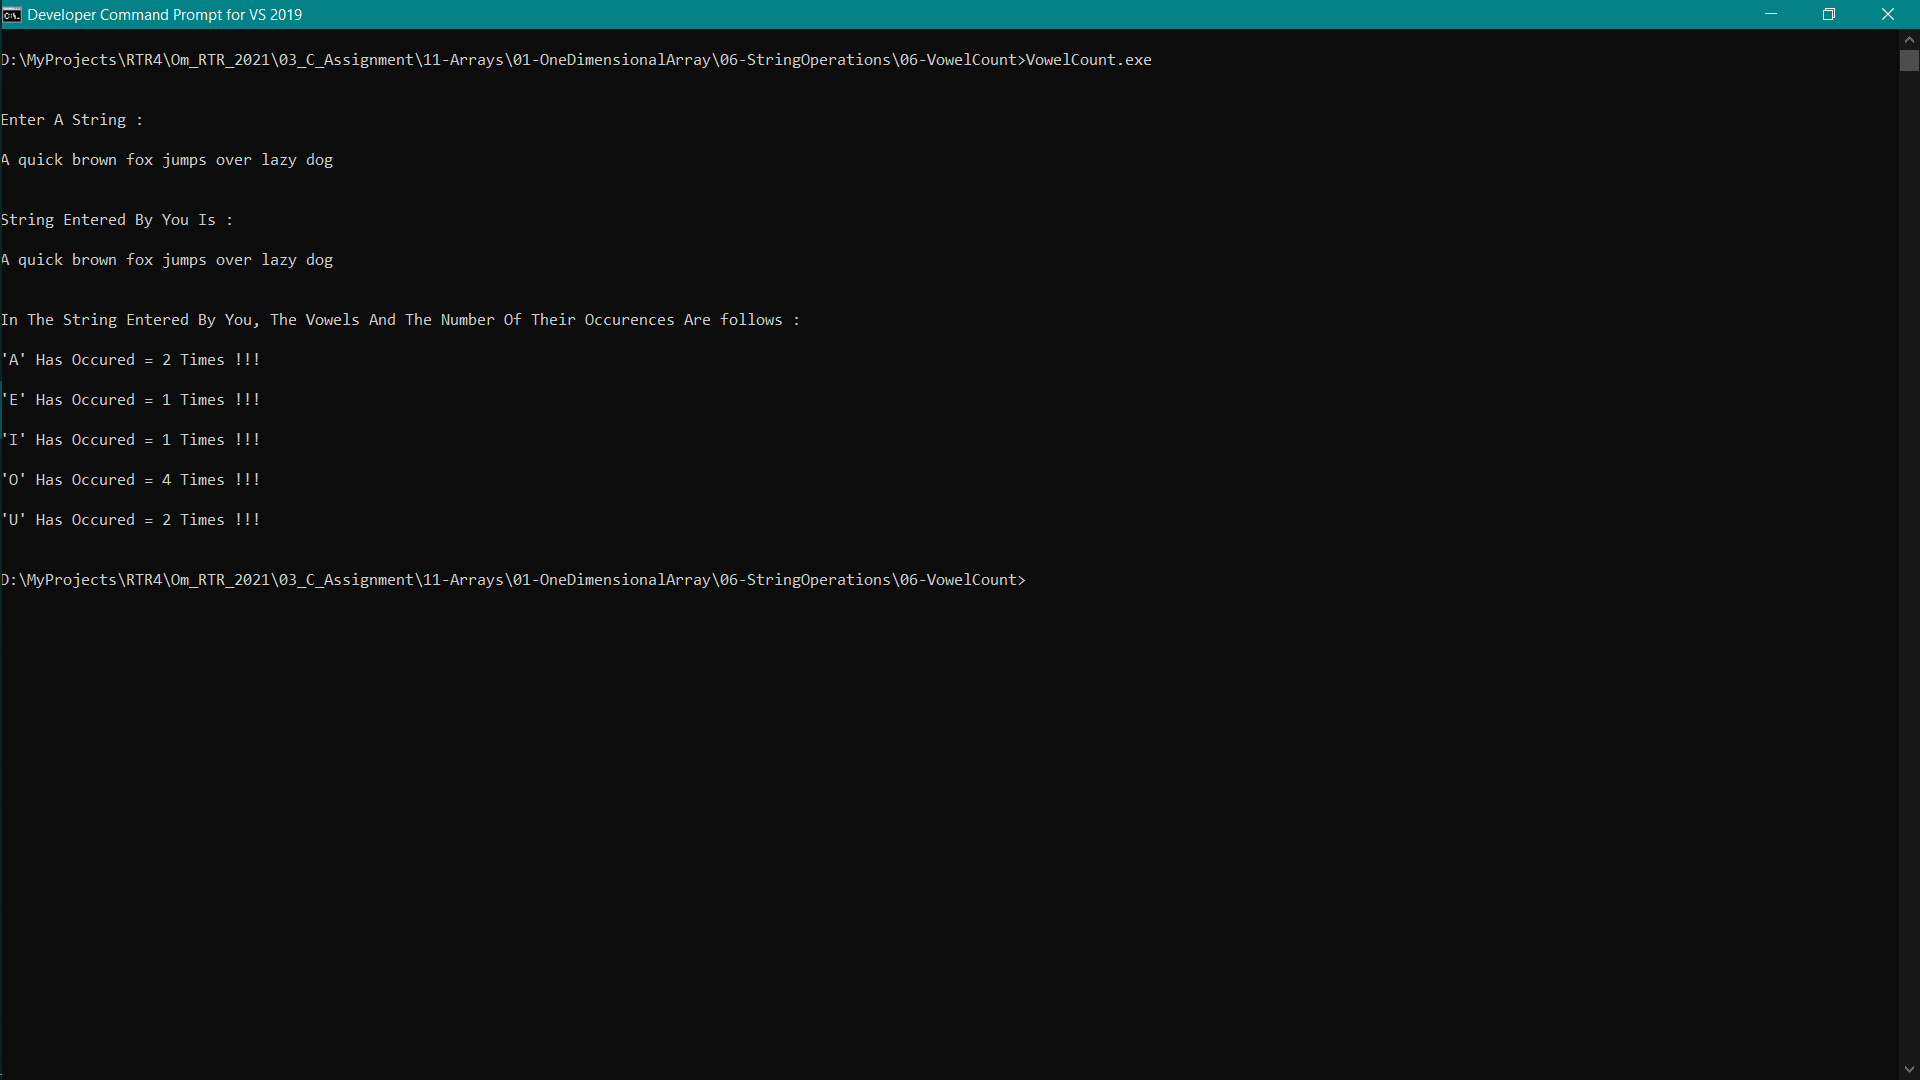 Developer Command Prompt for VS 2019
D:\MyProjects\RTR4\Om_RTR_2021\03_C_Assignment\11-Arrays\01-OneDimensionalArray\06-StringOperations\06-VowelCount>VowelCount.exe
Enter A String :
A quick brown fox jumps over lazy dog
String Entered By You Is :
A quick brown fox jumps over lazy dog
In The String Entered By You, The Vowels And The Number Of Their Occurences Are follows :
'A' Has Occured = 2 Times !!!
'E' Has Occured = 1 Times !!!
'I' Has Occured = 1 Times !!!
'O' Has Occured = 4 Times !!!
'U' Has Occured = 2 Times !!!
D:\MyProjects\RTR4\Om_RTR_2021\03_C_Assignment\11-Arrays\01-OneDimensionalArray\06-StringOperations\06-VowelCount>